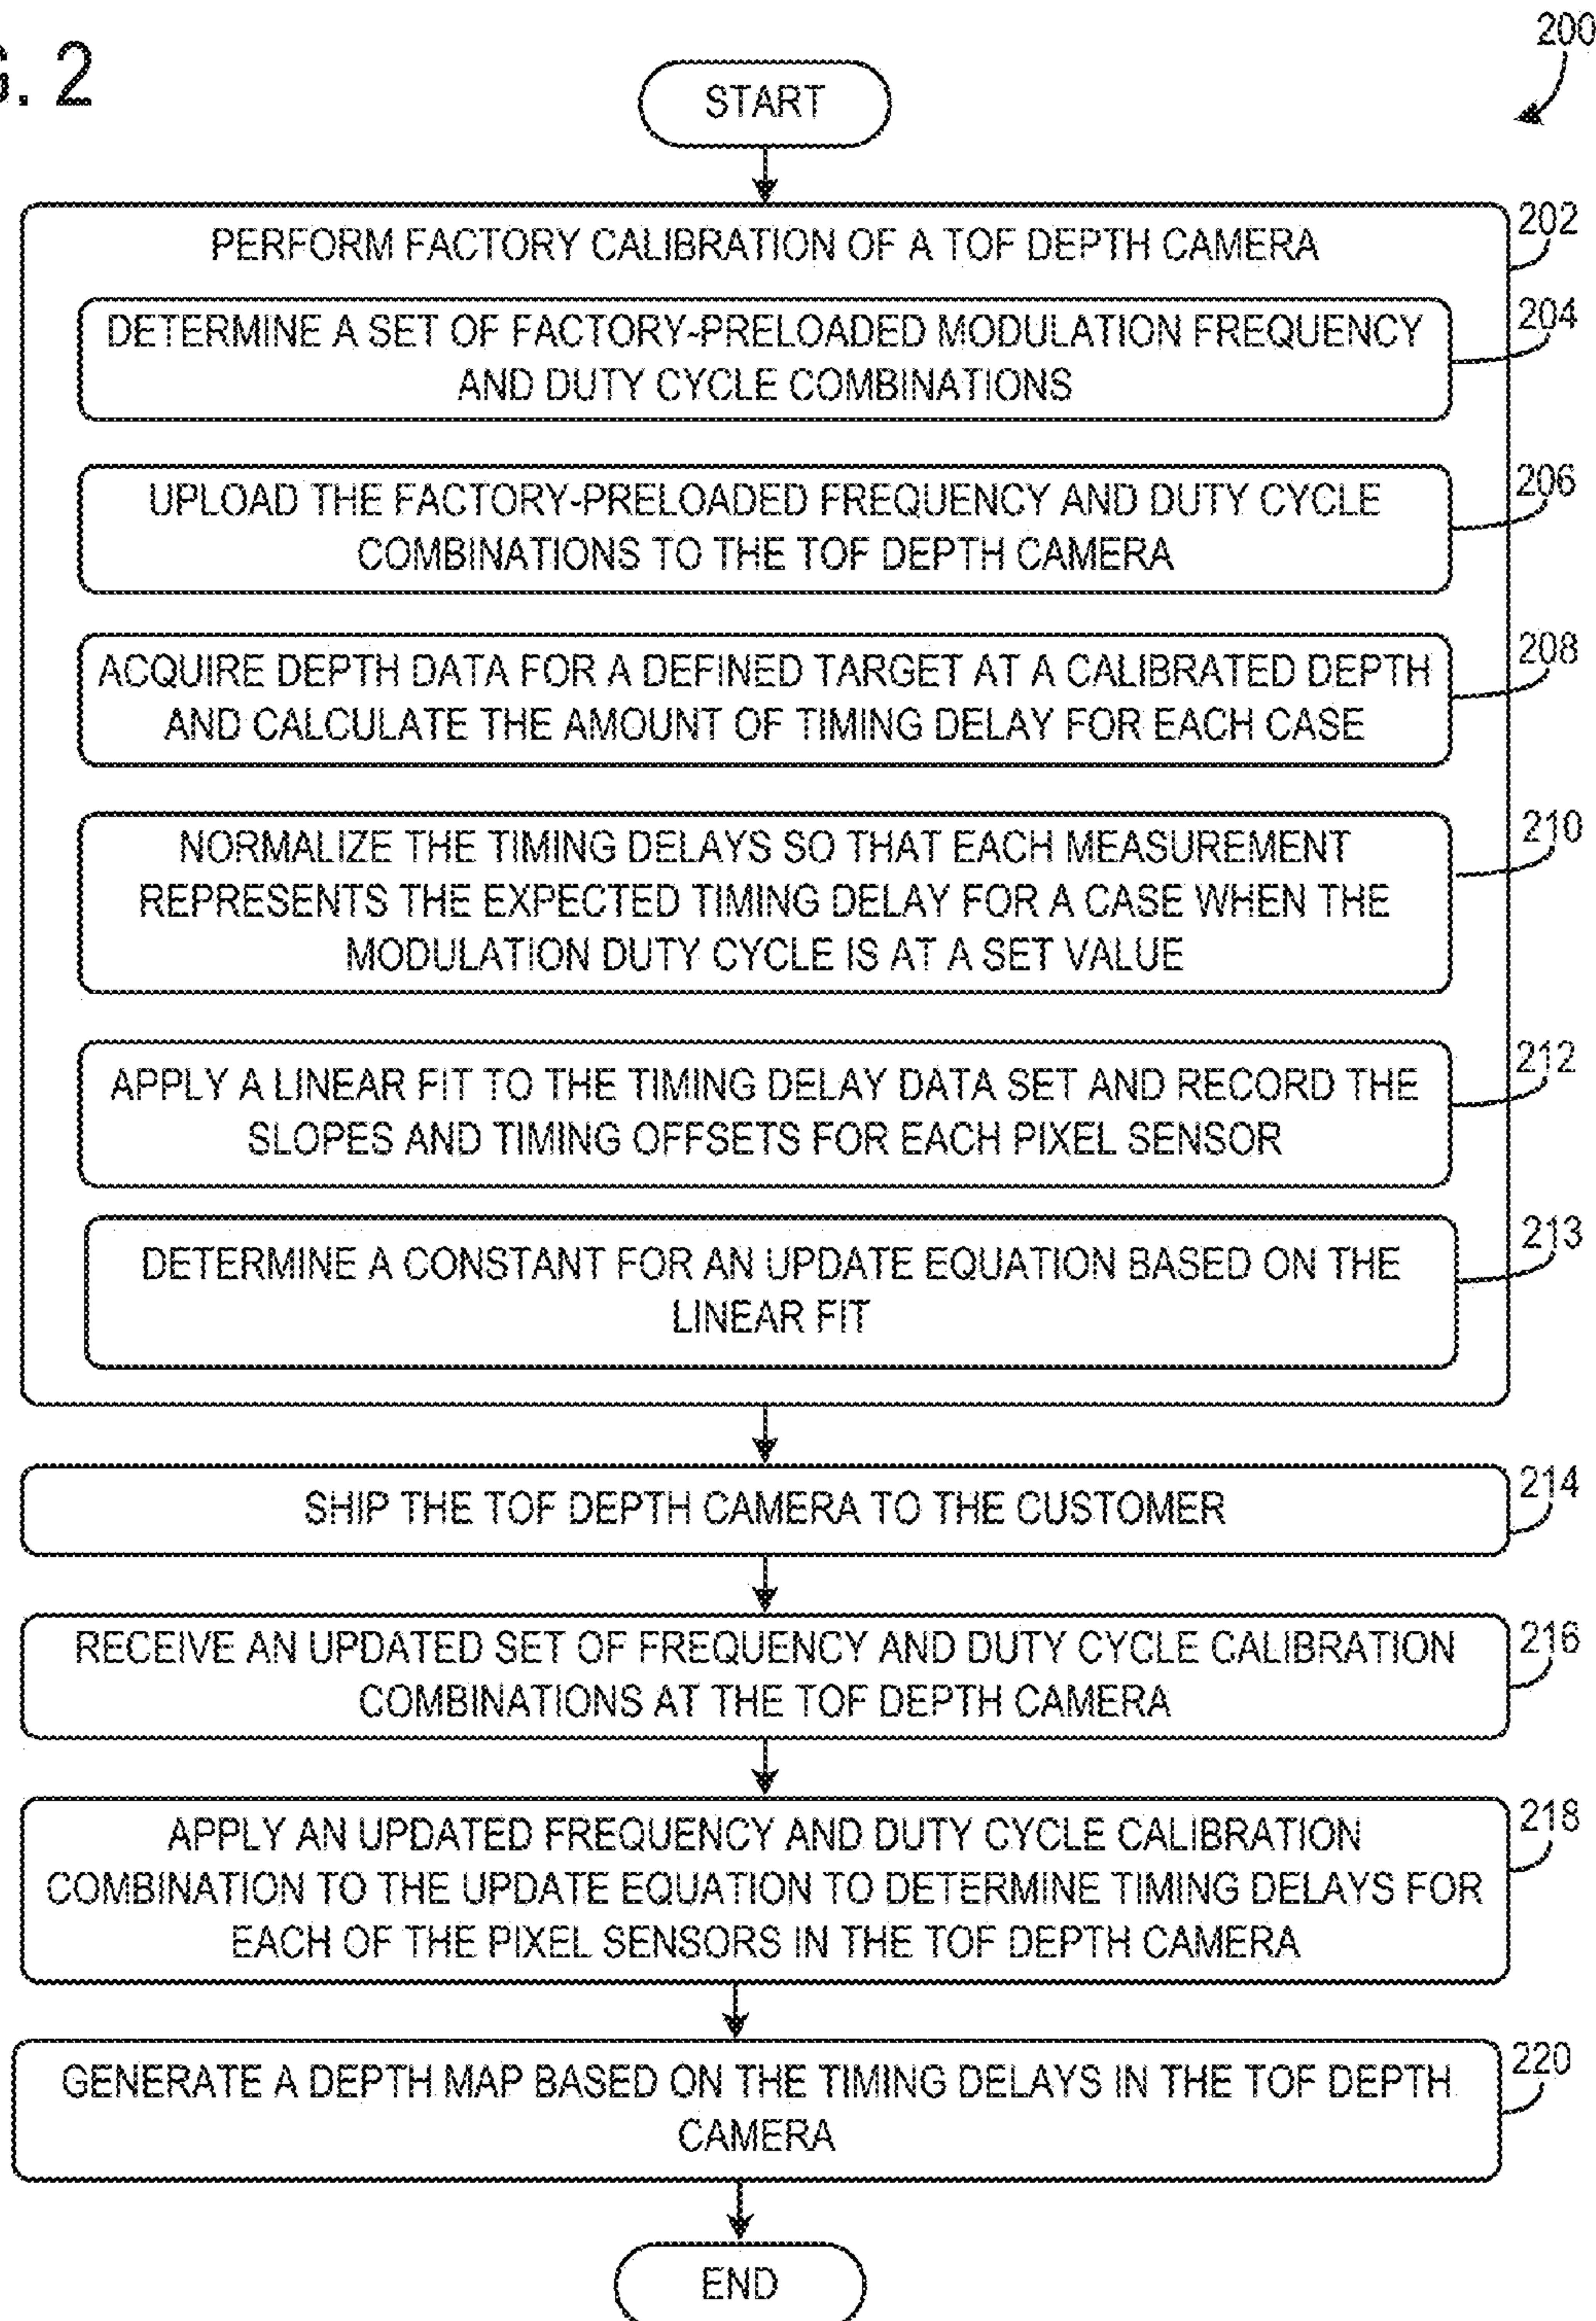 G. 2
200
START
202
PERFORM FACTORY CALIBRATION OF A TOF DEPTH CAMERA
204
DETERMINE A SET OF FACTORY-PRELOADED MODULATION FREQUENCY
AND DUTY CYCLE COMBINATIONS
206
UPLOAD THE FACTORY-PRELOADED FREQUENCY AND DUTY CYCLE
COMBINATIONS TO THE TOF DEPTH CAMERA
208
ACQUIRE DEPTH DATA FOR A DEFINED TARGET AT A CALIBRATED DEPTH
AND CALCULATE THE AMOUNT OF TIMING DELAY FOR EACH CASE
210
NORMALIZE THE TIMING DELAYS SO THAT EACH MEASUREMENT
REPRESENTS THE EXPECTED TIMING DELAY FOR A CASE WHEN THE
MODULATION DUTY CYCLE IS AT A SET VALUE
212
APPLY A LINEAR FIT TO THE TIMING DELAY DATA SET AND RECORD THE
SLOPES AND TIMING OFFSETS FOR EACH PIXEL SENSOR
213
DETERMINE A CONSTANT FOR AN UPDATE EQUATION BASED ON THE
LINEAR FIT
214
SHIP THE TOF DEPTH CAMERA TO THE CUSTOMER
216
RECEIVE AN UPDATED SET OF FREQUENCY AND DUTY CYCLE CALIBRATION
COMBINATIONS AT THE TOF DEPTH CAMERA
218
APPLY AN UPDATED FREQUENCY AND DUTY CYCLE CALIBRATION
COMBINATION TO THE UPDATE EQUATION TO DETERMINE TIMING DELAYS FOR
EACH OF THE PIXEL SENSORS IN THE TOF DEPTH CAMERA
220
GENERATE A DEPTH MAP BASED ON THE TIMING DELAYS IN THE TOF DEPTH
CAMERA
END